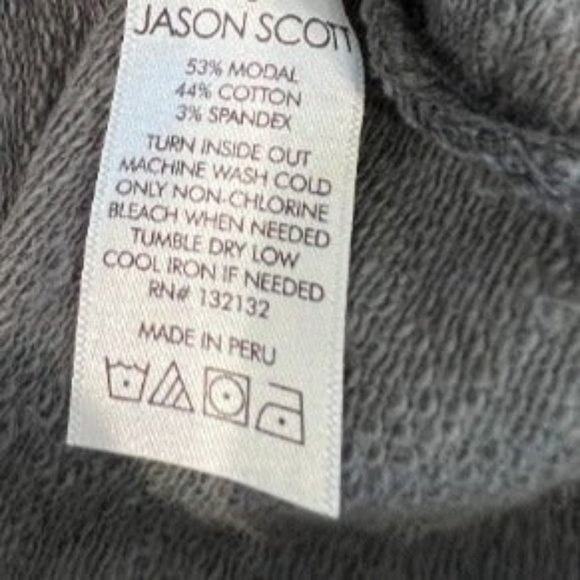 JASON SCOTT
53% MODAL
44% COTTON
3% SPANDEX
TURN INSIDE OUT
MACHINE WASH COLD
ONLY NON-CHLORINE
BLEACH WHEN NEEDED
TUMBLE DRY LOW
COOL IRON IF NEEDED
RN# 132132
MADE IN PERU